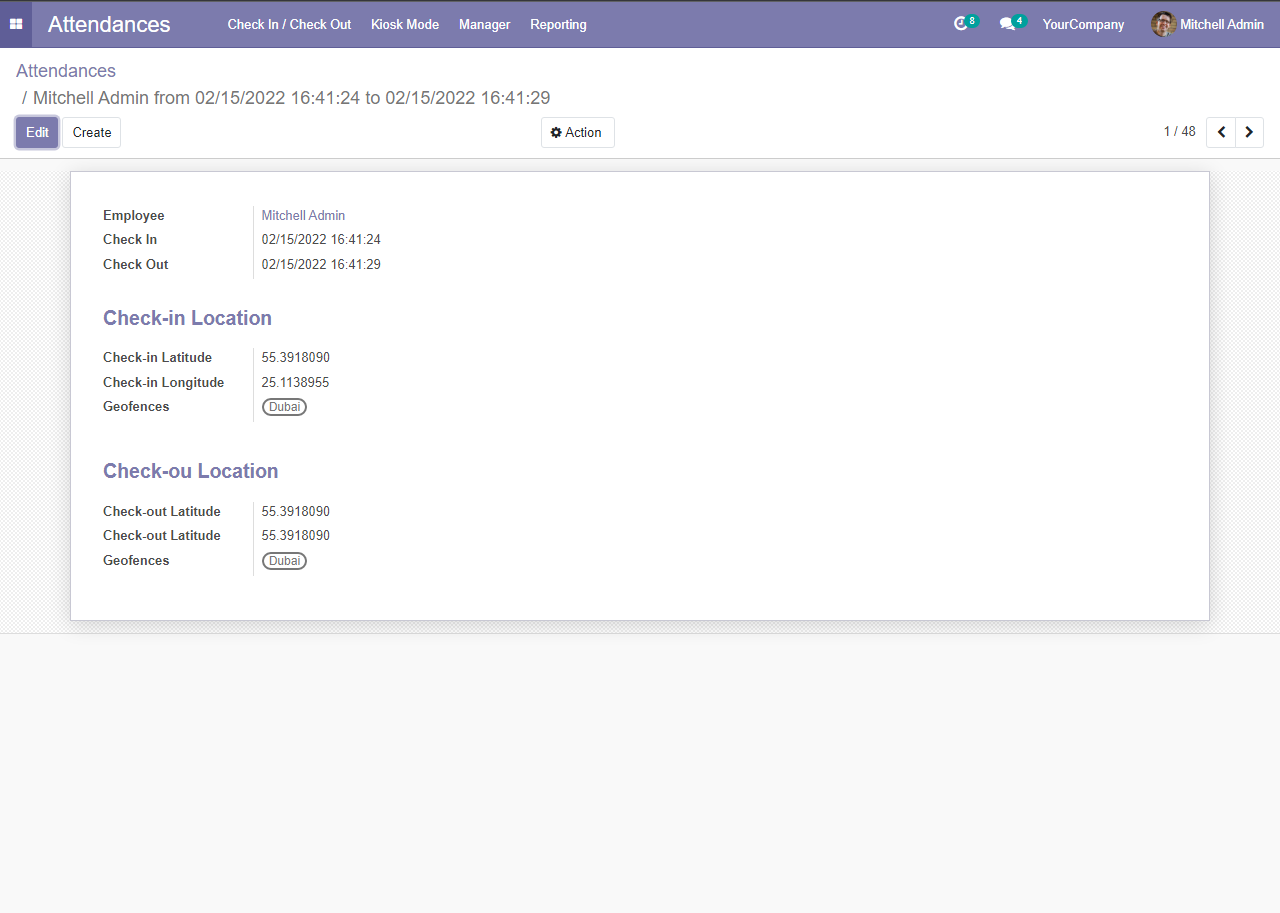 Attendances Check In / Check Out Kiosk Mode Manager Reporting 8 4 YourCompany Mitchell Admin
Attendances
/ Mitchell Admin from 02/15/2022 16:41:24 to 02/15/2022 16:41:29
Edit Create Action 1 / 48
Employee Mitchell Admin
Check In 02/15/2022 16:41:24
Check Out 02/15/2022 16:41:29
Check-in Location
Check-in Latitude 55.3918090
Check-in Longitude 25.1138955
Geofences Dubai
Check-ou Location
Check-out Latitude 55.3918090
Check-out Latitude 55.3918090
Geofences Dubai